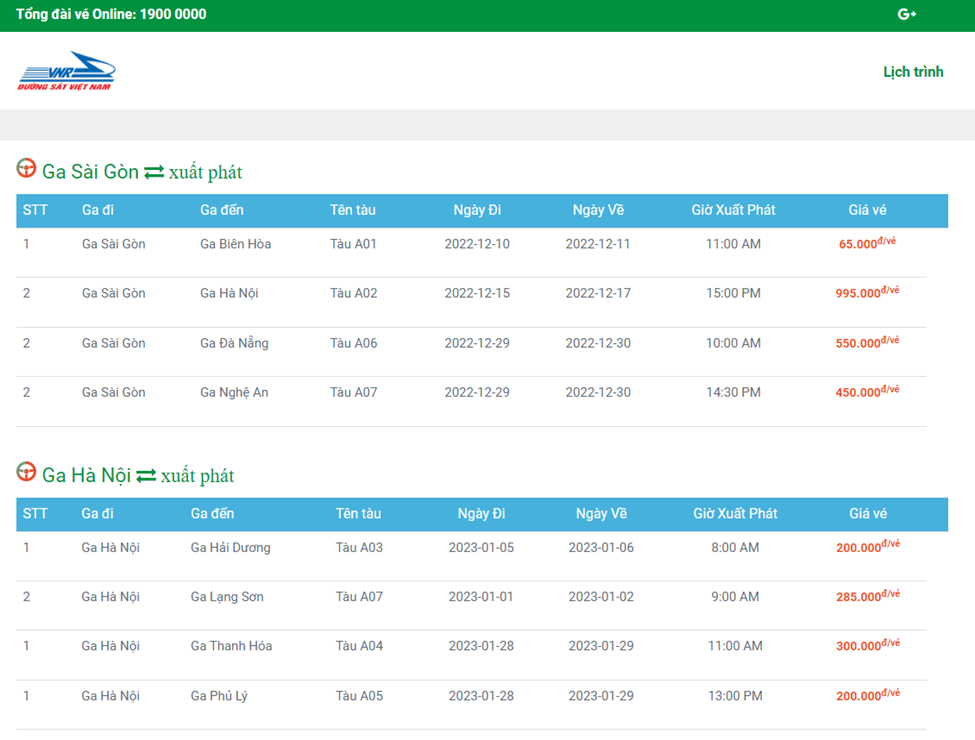 Tổng đài vé Online: 1900 0000 G+
VNR
ĐƯỜNG SẮT VIỆT NAM
Lịch trình
Ga Sài Gòn ⇄ xuất phát
STT Ga đi Ga đến Tên tàu Ngày Đi Ngày Về Giờ Xuất Phát Giá vé
1 Ga Sài Gòn Ga Biên Hòa Tàu A01 2022-12-10 2022-12-11 11:00 AM 65.000đ/vé
2 Ga Sài Gòn Ga Hà Nội Tàu A02 2022-12-15 2022-12-17 15:00 PM 995.000đ/vé
2 Ga Sài Gòn Ga Đà Nẵng Tàu A06 2022-12-29 2022-12-30 10:00 AM 550.000đ/vé
2 Ga Sài Gòn Ga Nghệ An Tàu A07 2022-12-29 2022-12-30 14:30 PM 450.000đ/vé
Ga Hà Nội ⇄ xuất phát
STT Ga đi Ga đến Tên tàu Ngày Đi Ngày Về Giờ Xuất Phát Giá vé
1 Ga Hà Nội Ga Hải Dương Tàu A03 2023-01-05 2023-01-06 8:00 AM 200.000đ/vé
2 Ga Hà Nội Ga Lạng Sơn Tàu A07 2023-01-01 2023-01-02 9:00 AM 285.000đ/vé
1 Ga Hà Nội Ga Thanh Hóa Tàu A04 2023-01-28 2023-01-29 11:00 AM 300.000đ/vé
1 Ga Hà Nội Ga Phủ Lý Tàu A05 2023-01-28 2023-01-29 13:00 PM 200.000đ/vé